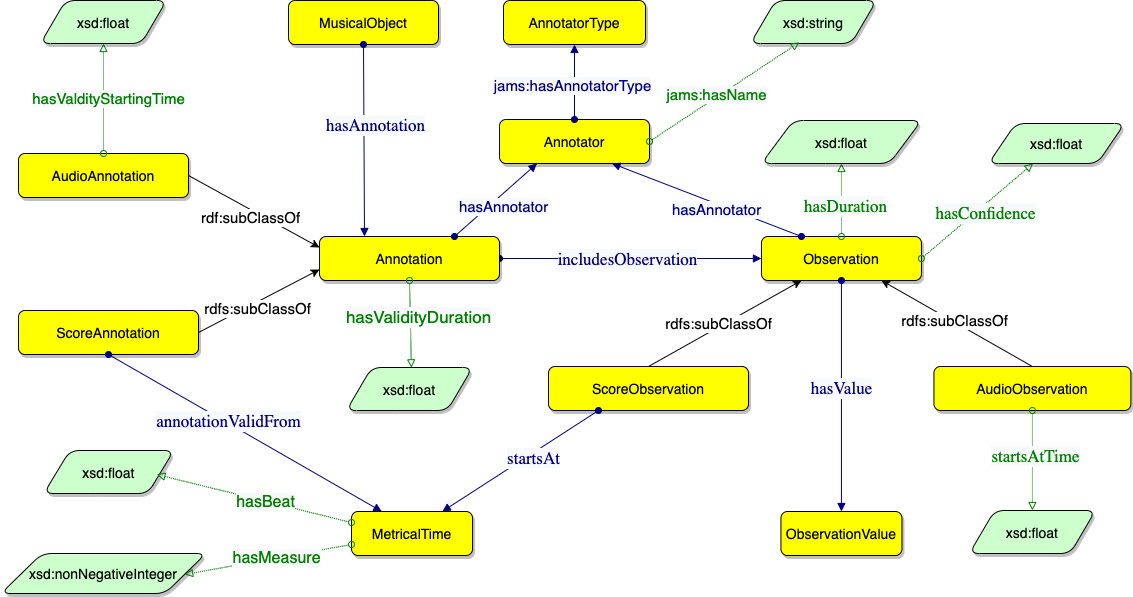 xsd:float
MusicalObject
AnnotatorType
xsd:string
hasValdityStartingTime
jams:hasAnnotatorType
jams:hasName
hasAnnotation
Annotator
xsd:float
xsd:float
AudioAnnotation
rdf:subClassOf
hasAnnotator
hasAnnotator
hasDuration
hasConfidence
Annotation
includesObservation
Observation
rdfs:subClassOf
hasValidityDuration
rdfs:subClassOf
rdfs:subClassOf
ScoreAnnotation
xsd:float
ScoreObservation
hasValue
AudioObservation
annotationValidFrom
startsAt
startsAtTime
xsd:float
hasBeat
MetricalTime
ObservationValue
xsd:float
hasMeasure
xsd:nonNegativeInteger